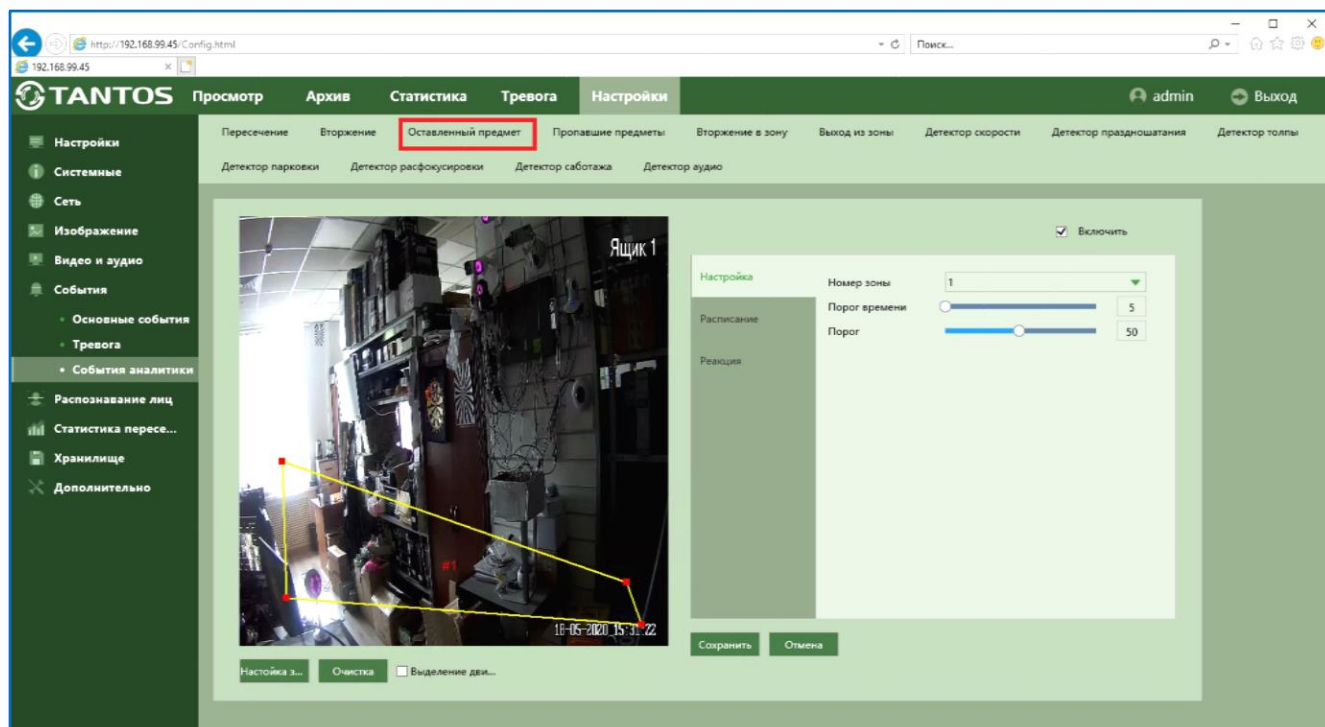 http://192.168.99.45/Config.html
Поиск...
192.168.99.45
TANTOS Просмотр Архив Статистика Тревога Настройки admin Выход
Пересечение Вторжение Оставленный предмет Пропавшие предметы Вторжение в зону Выход из зоны Детектор скорости Детектор праздношатания Детектор толпы
Детектор парковки Детектор расфокусировки Детектор саботажа Детектор аудио
Настройки
Системные
Сеть
Изображение
Видео и аудио
События
Основные события
Тревога
События аналитики
Распознавание лиц
Статистика пересе...
Хранилище
Дополнительно
Ящик 1
#1
18-05-2020 15:31:22
Настойка з... Очистка Выделение дви...
Включить
Настройка
Расписание
Реакция
Номер зоны 1
Порог времени 5
Порог 50
Сохранить Отмена